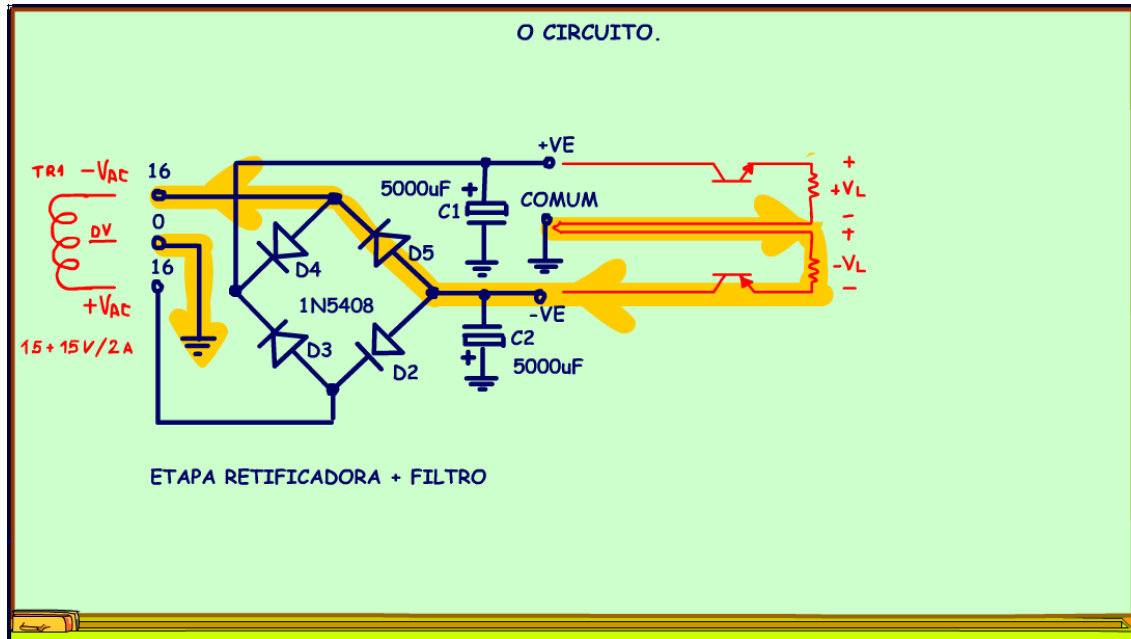 O CIRCUITO.
TR1 -VAC 16
0V 0
16
+VAC
15+15V/2A
D4
D5
1N5408
D3
D2
5000uF +
C1
+VE
COMUM
-VE
C2
+
5000uF
+
+VL
-
+
-VL
-
ETAPA RETIFICADORA + FILTRO